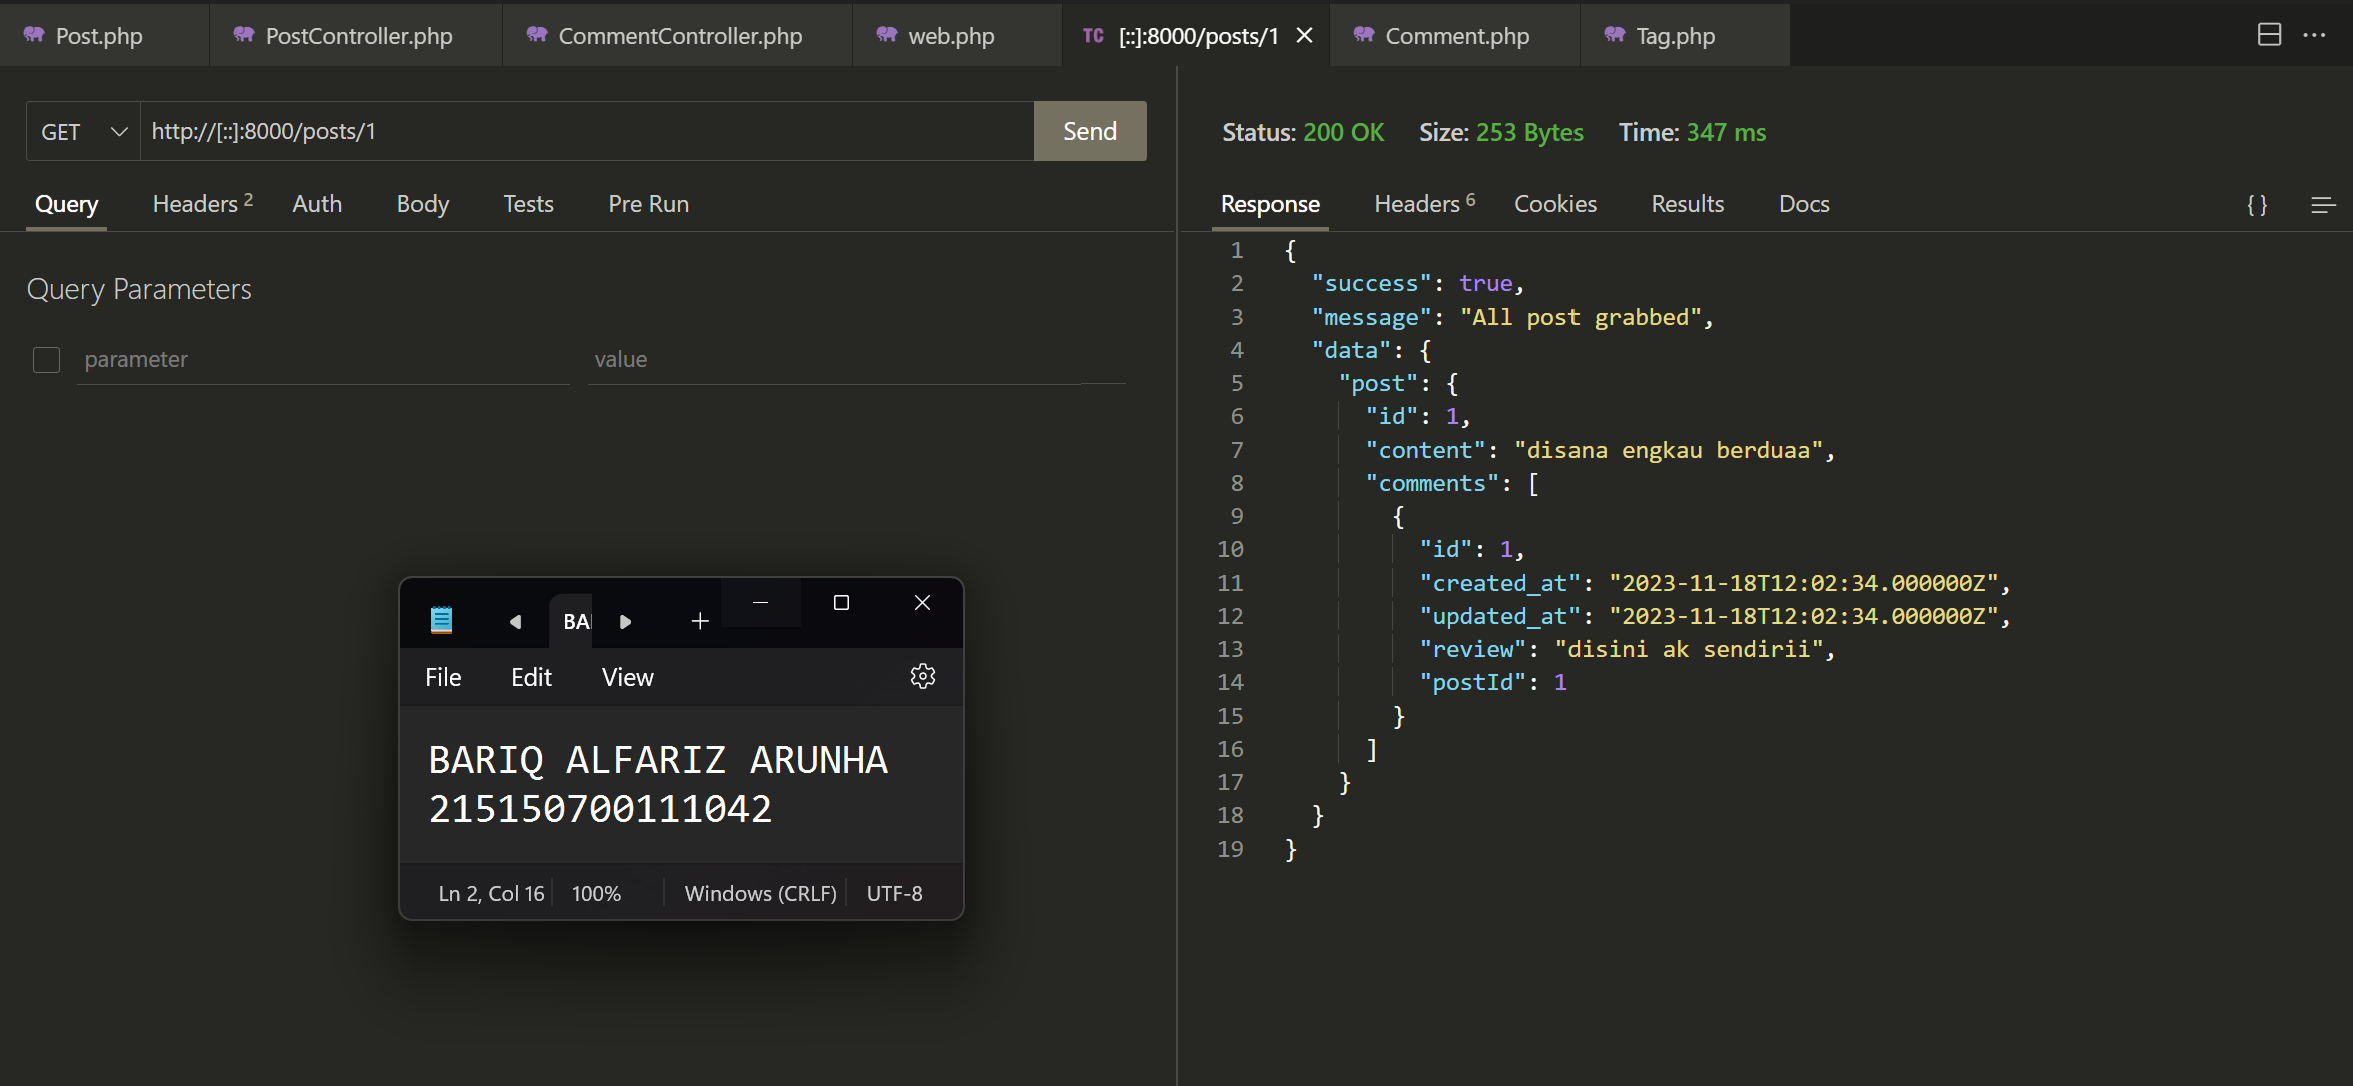 Post.php
PostController.php
CommentController.php
web.php
TC [::]:8000/posts/1
Comment.php
Tag.php
GET http://[::]:8000/posts/1 Send
Query Headers 2 Auth Body Tests Pre Run
Query Parameters
parameter value
BA
File Edit View
BARIQ ALFARIZ ARUNHA
215150700111042
Ln 2, Col 16 100% Windows (CRLF) UTF-8
Status: 200 OK Size: 253 Bytes Time: 347 ms
Response Headers 6 Cookies Results Docs { }
1 {
2 "success": true,
3 "message": "All post grabbed",
4 "data": {
5 "post": {
6 "id": 1,
7 "content": "disana engkau berduaa",
8 "comments": [
9 {
10 "id": 1,
11 "created_at": "2023-11-18T12:02:34.000000Z",
12 "updated_at": "2023-11-18T12:02:34.000000Z",
13 "review": "disini ak sendirii",
14 "postId": 1
15 }
16 ]
17 }
18 }
19 }